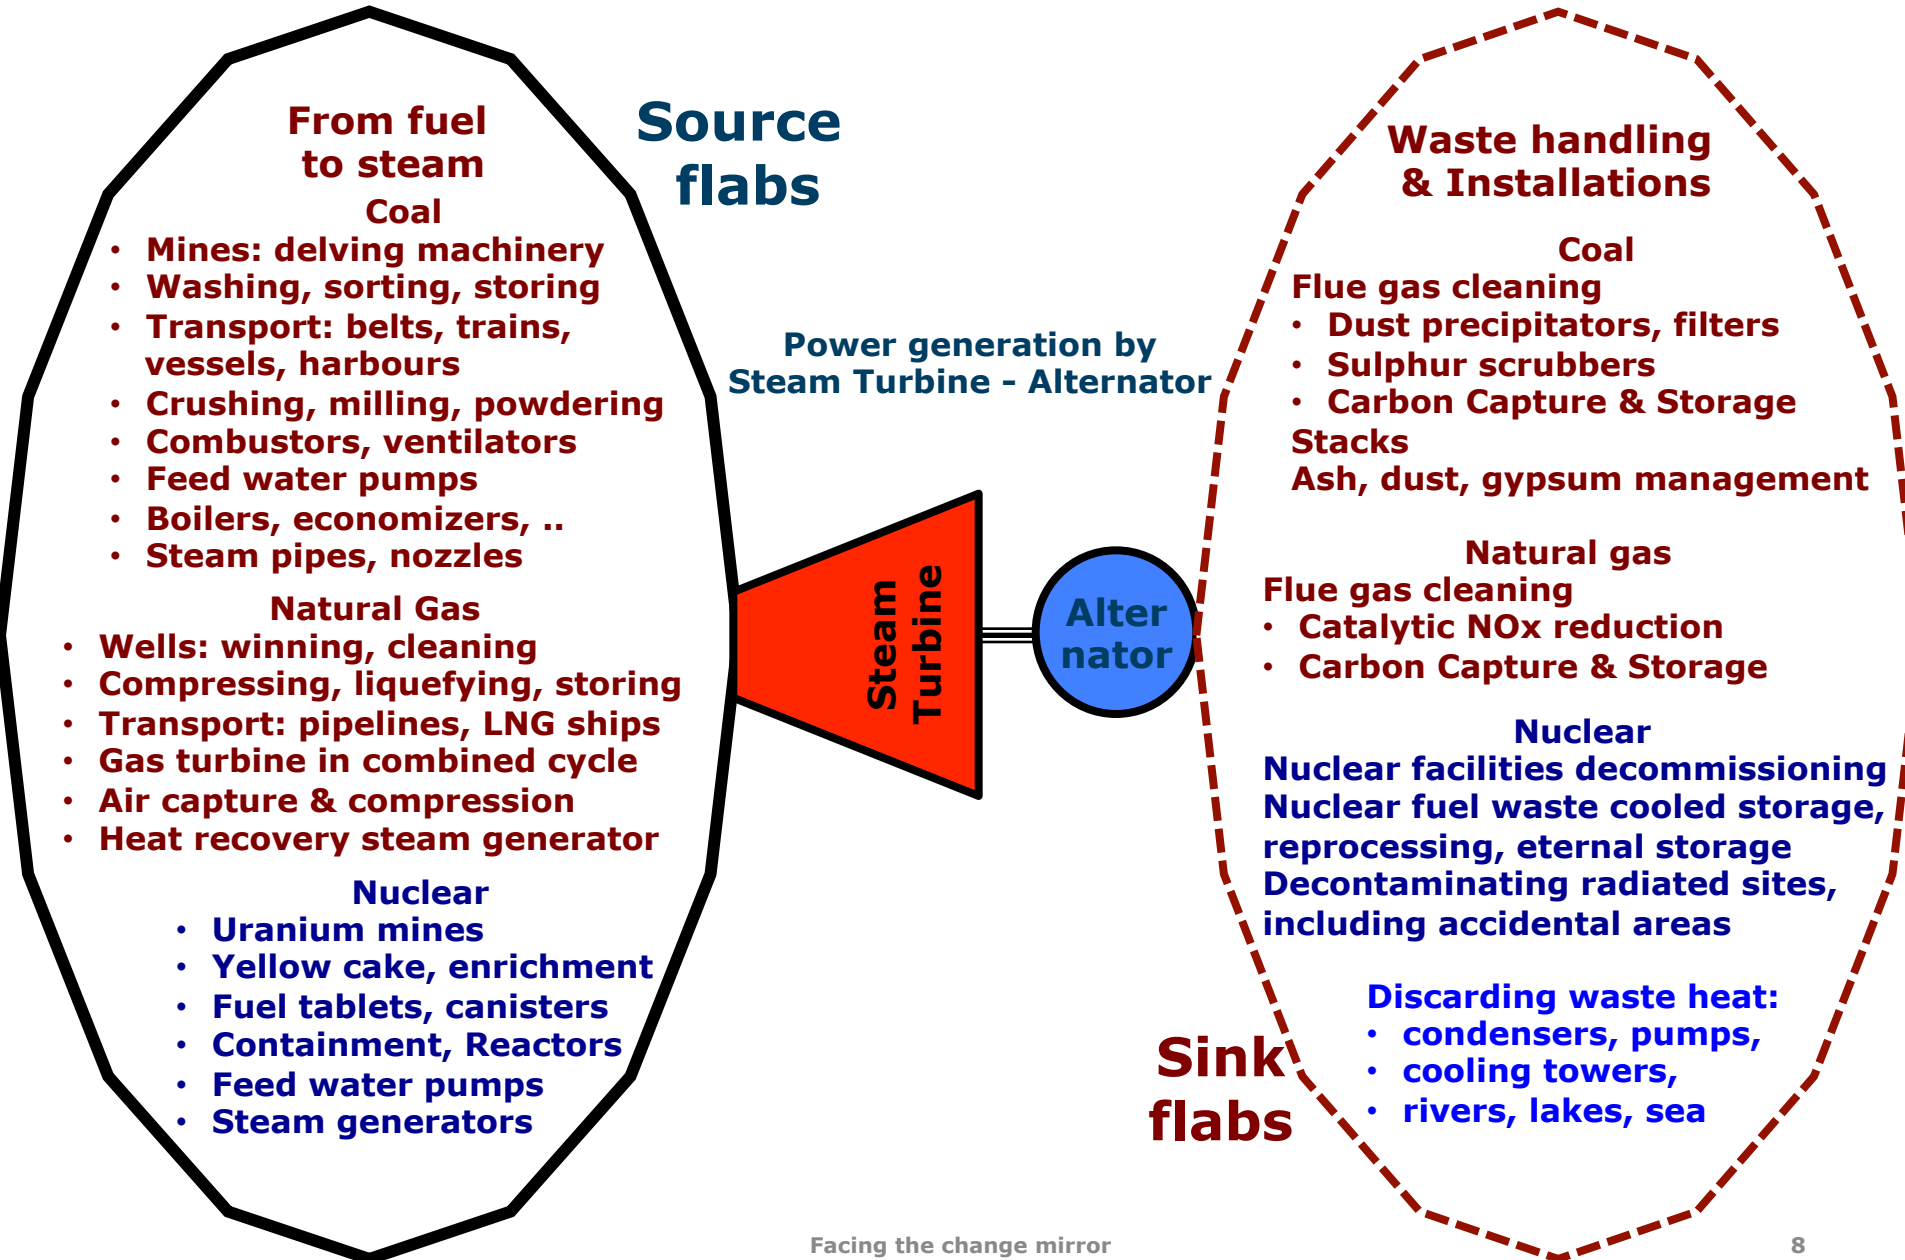 From fuel
to steam
Coal
• Mines: delving machinery
• Washing, sorting, storing
• Transport: belts, trains,
vessels, harbours
• Crushing, milling, powdering
• Combustors, ventilators
• Feed water pumps
• Boilers, economizers, ..
• Steam pipes, nozzles
Natural Gas
• Wells: winning, cleaning
• Compressing, liquefying, storing
• Transport: pipelines, LNG ships
• Gas turbine in combined cycle
• Air capture & compression
• Heat recovery steam generator
Nuclear
• Uranium mines
• Yellow cake, enrichment
• Fuel tablets, canisters
• Containment, Reactors
• Feed water pumps
• Steam generators
Source
flabs
Power generation by
Steam Turbine - Alternator
Steam
Turbine
Alter
nator
Waste handling
& Installations
Coal
Flue gas cleaning
• Dust precipitators, filters
• Sulphur scrubbers
• Carbon Capture & Storage
Stacks
Ash, dust, gypsum management
Natural gas
Flue gas cleaning
• Catalytic NOx reduction
• Carbon Capture & Storage
Nuclear
Nuclear facilities decommissioning
Nuclear fuel waste cooled storage,
reprocessing, eternal storage
Decontaminating radiated sites,
including accidental areas
Discarding waste heat:
• condensers, pumps,
• cooling towers,
• rivers, lakes, sea
Sink
flabs
Facing the change mirror
8